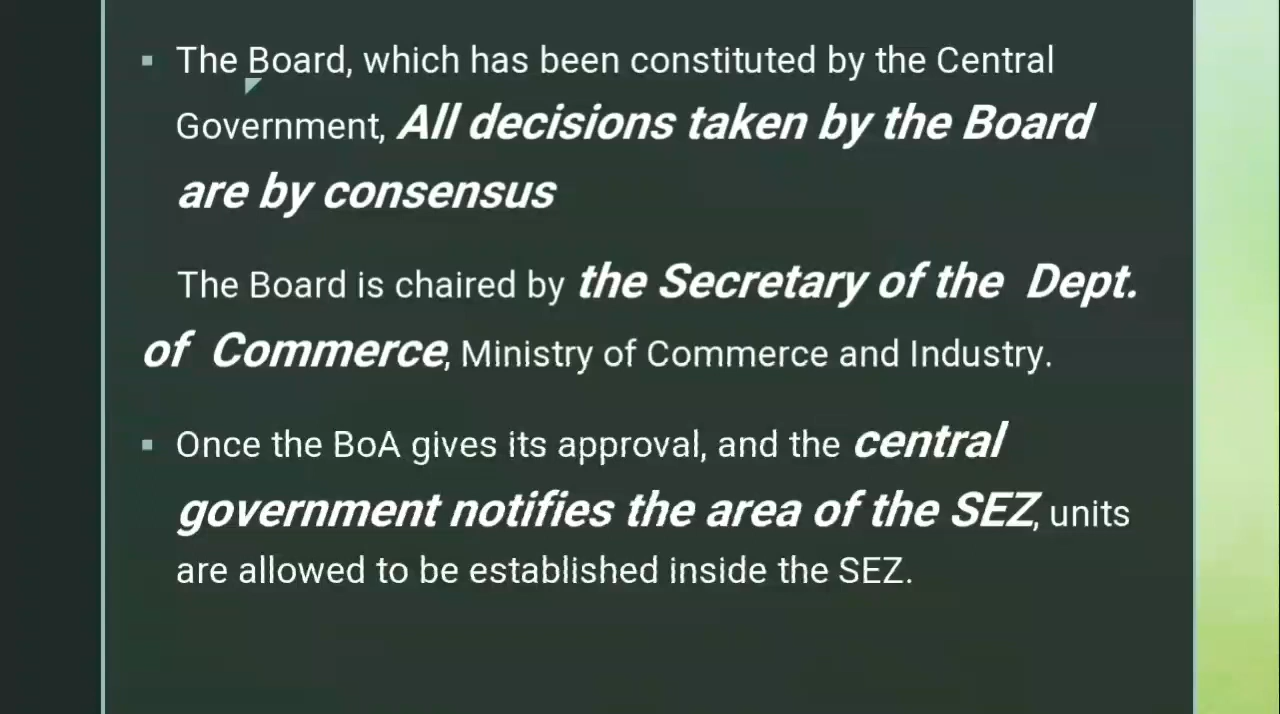 The Board, which has been constituted by the Central
Government, All decisions taken by the Board
are by consensus
The Board is chaired by the Secretary of the Dept.
of Commerce, Ministry of Commerce and Industry.
Once the BoA gives its approval, and the central
government notifies the area of the SEZ, units
are allowed to be established inside the SEZ.